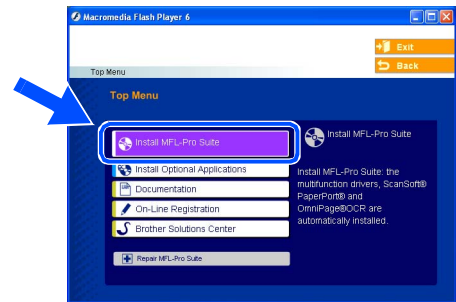 Macromedia Flash Player 6
Exit
Back
Top Menu
Top Menu
Install MFL-Pro Suite
Install Optional Applications
Documentation
On-Line Registration
Brother Solutions Center
Repair MFL-Pro Suite
Install MFL-Pro Suite
Install MFL-Pro Suite: the
multifunction drivers, ScanSoft®
PaperPort® and
OmniPage®OCR are
automatically installed.